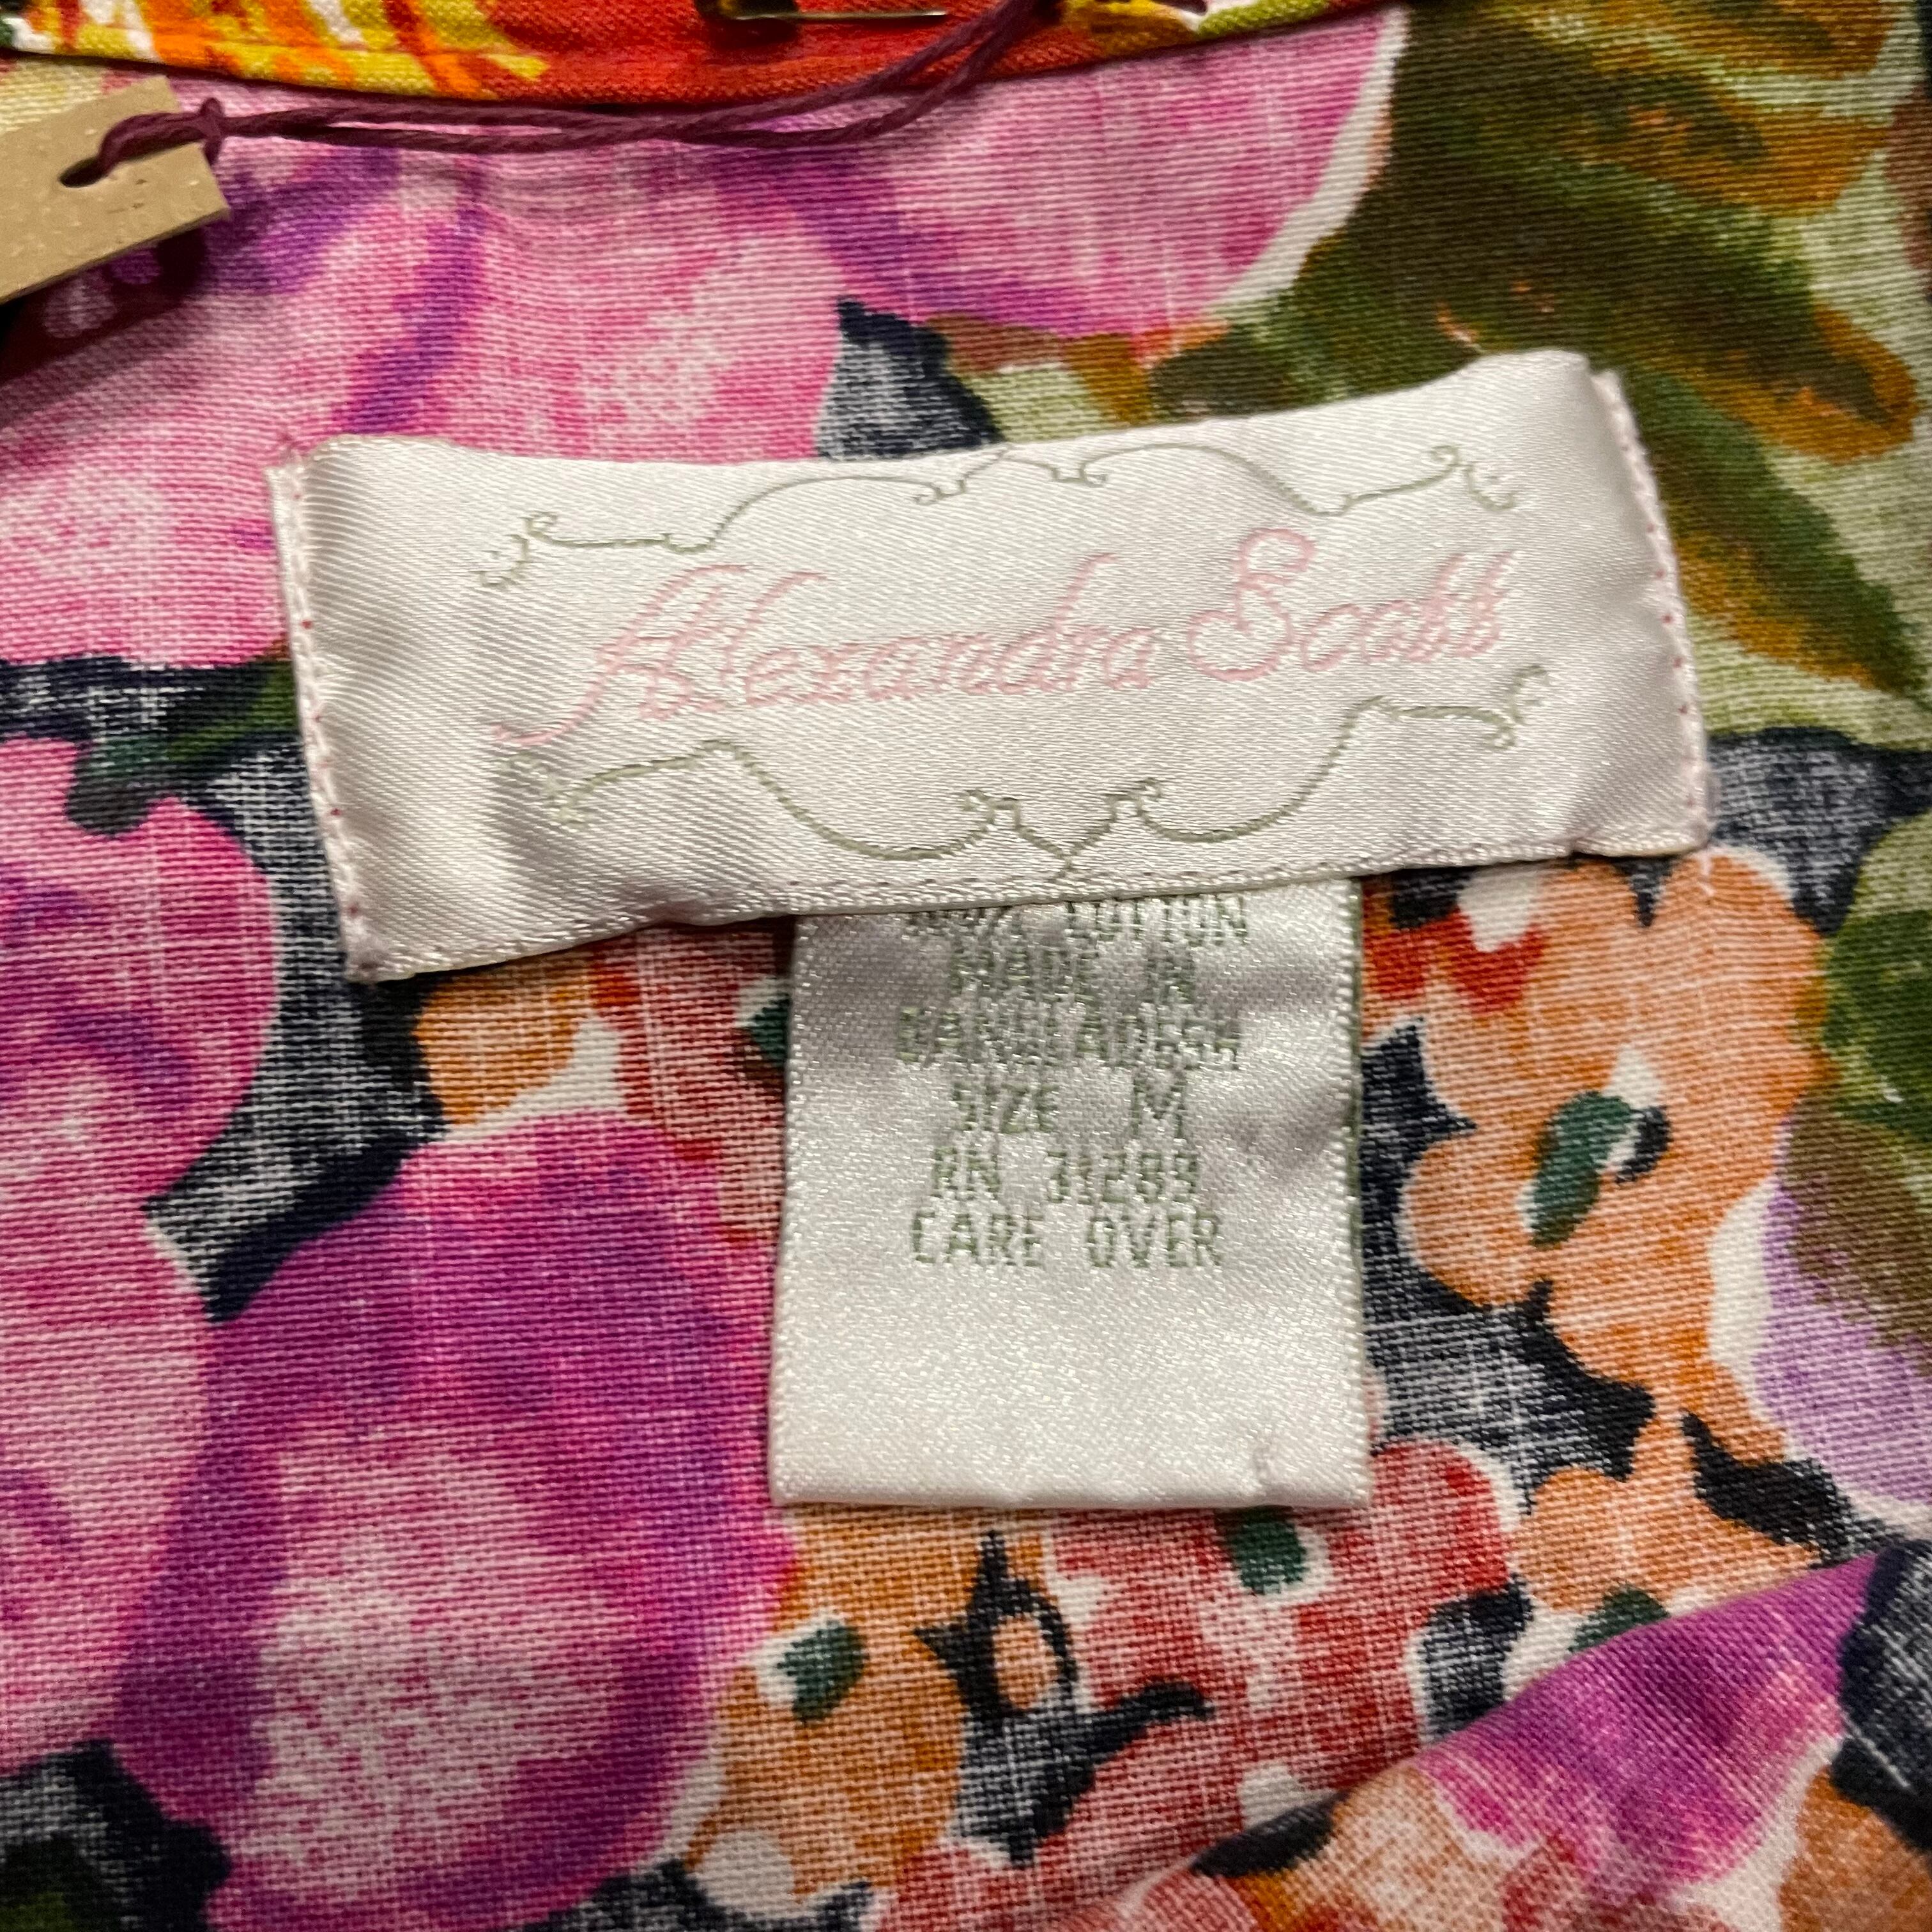 Alexandra Scott
100% COTTON
MADE IN
BANGLADESH
SIZE M
RN 31289
CARE OVER